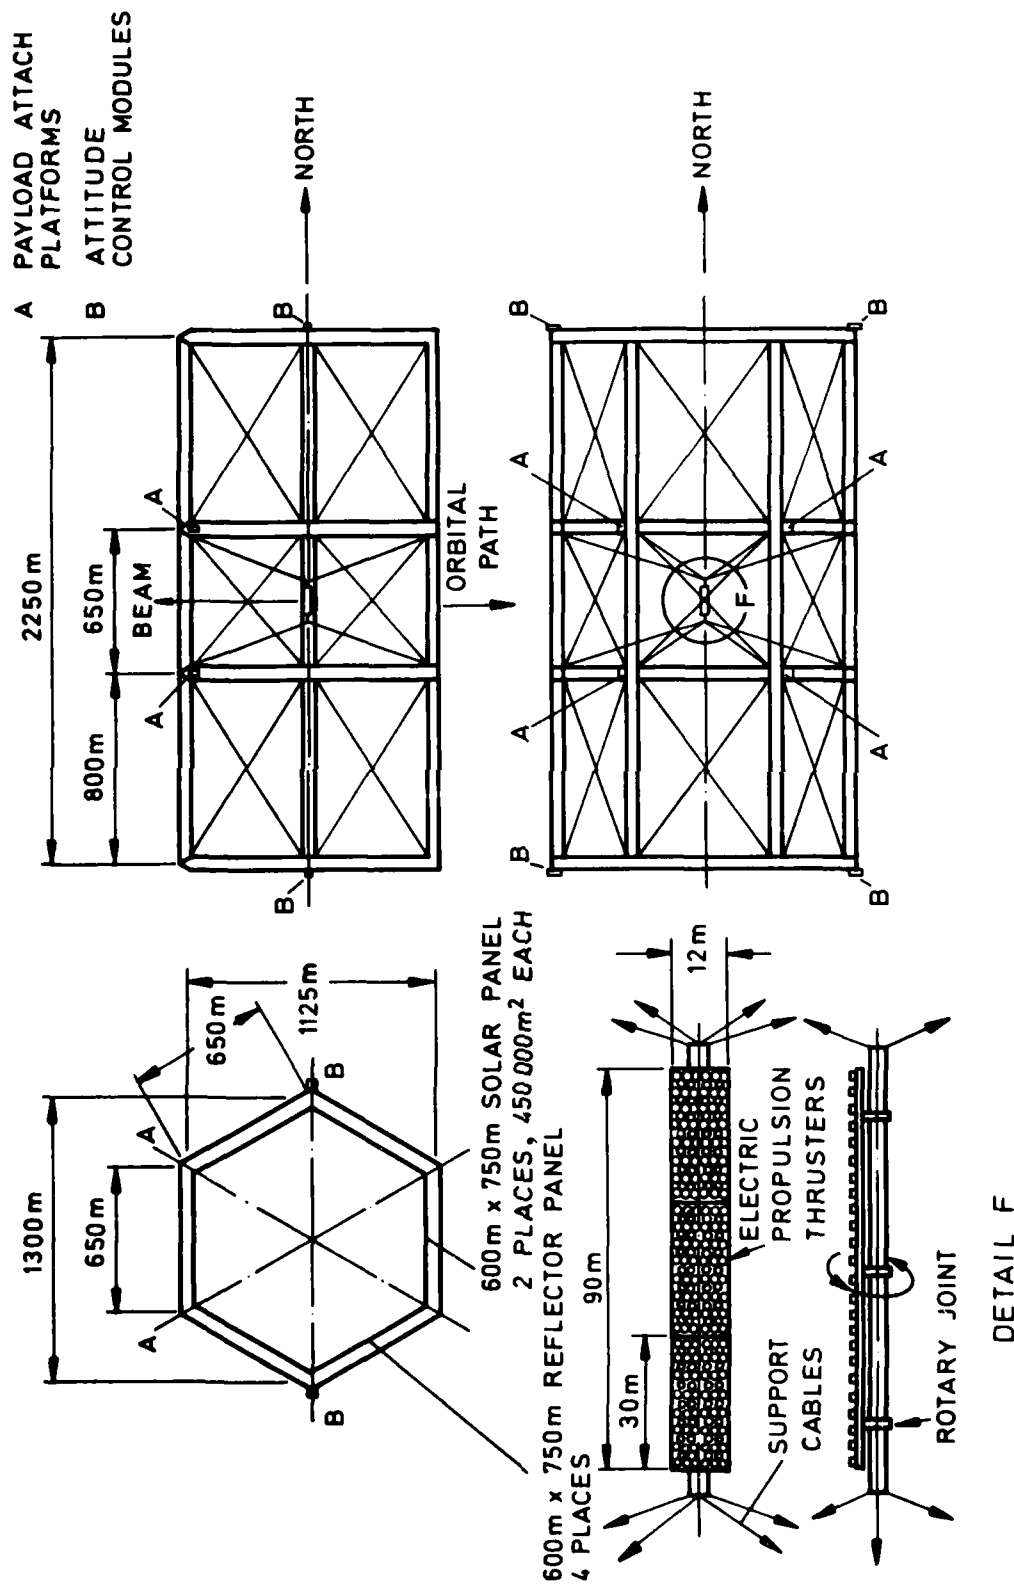 A PAYLOAD ATTACH
PLATFORMS
B ATTITUDE
CONTROL MODULES
1300m
650m
650m
1125m
A
A
B
B
600m x 750m SOLAR PANEL
2 PLACES, 450 000m² EACH
600m x 750m REFLECTOR PANEL
4 PLACES
2250m
800m
650m
BEAM
A
A
B
B
NORTH
ORBITAL
PATH
90m
30m
12m
SUPPORT
CABLES
ELECTRIC
PROPULSION
THRUSTERS
ROTARY JOINT
DETAIL F
B
B
B
B
A
A
A
A
F
NORTH